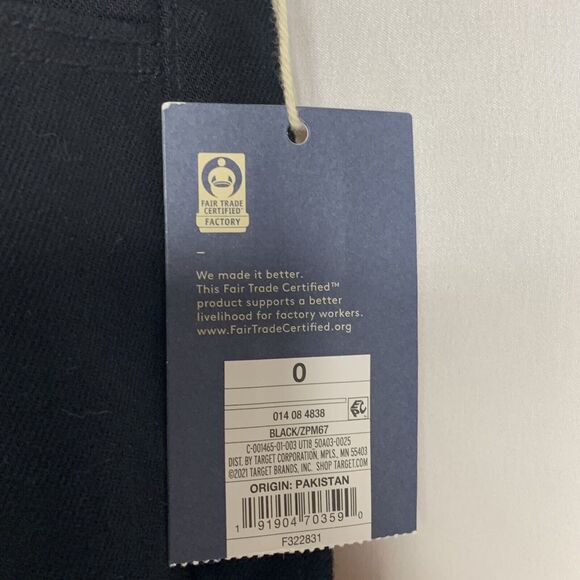 FAIR TRADE
CERTIFIED™
FACTORY
We made it better.
This Fair Trade Certified™
product supports a better
livelihood for factory workers.
www.FairTradeCertified.org
0
014 08 4838
BLACK/ZPM67
C-001465-01-003 UT18 50A03-0025
DIST. BY TARGET CORPORATION, MPLS., MN 55403
©2021 TARGET BRANDS, INC. SHOP TARGET.COM
ORIGIN: PAKISTAN
1 91904 70359 0
F322831